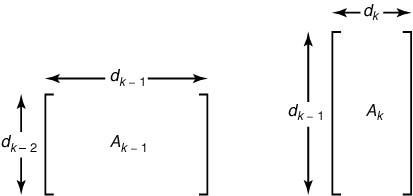 d_k
d_{k-1}
d_{k-1}
A_k
d_{k-2}
A_{k-1}